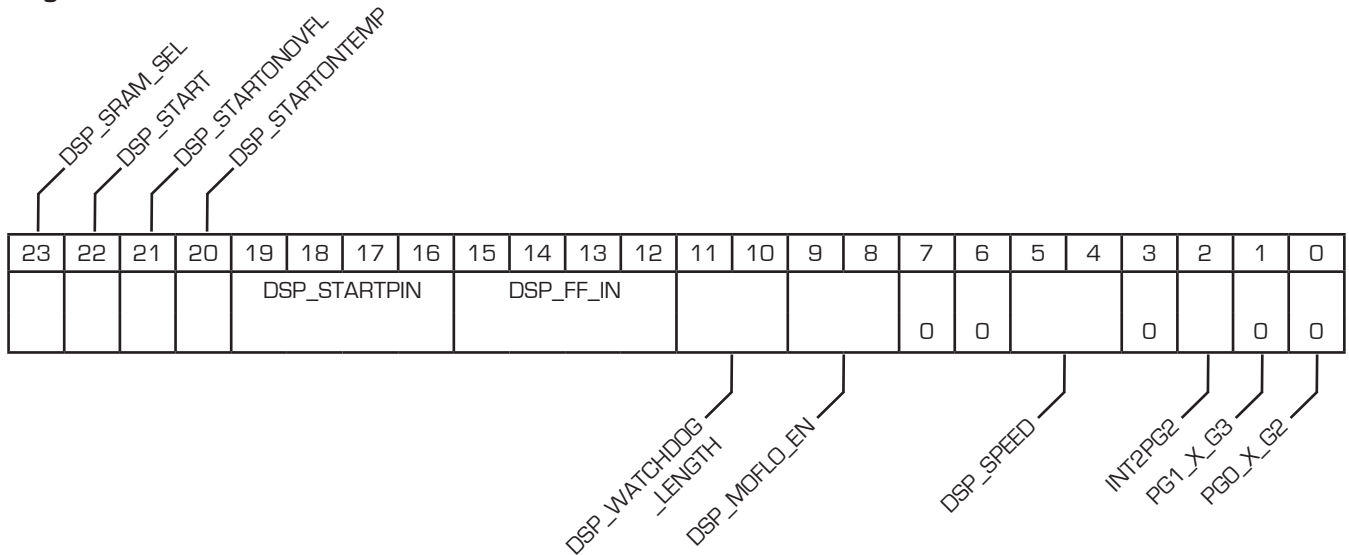 DSP_SRAM_SEL
DSP_START
DSP_STARTONOVFL
DSP_STARTONTEMP
23 22 21 20 19 18 17 16 15 14 13 12 11 10 9 8 7 6 5 4 3 2 1 0
DSP_STARTPIN DSP_FF_IN
0 0 0 0 0
DSP_WATCHDOG
_LENGTH
DSP_MOFLO_EN
DSP_SPEED
INT2PG2
PG1_X_G3
PG0_X_G2